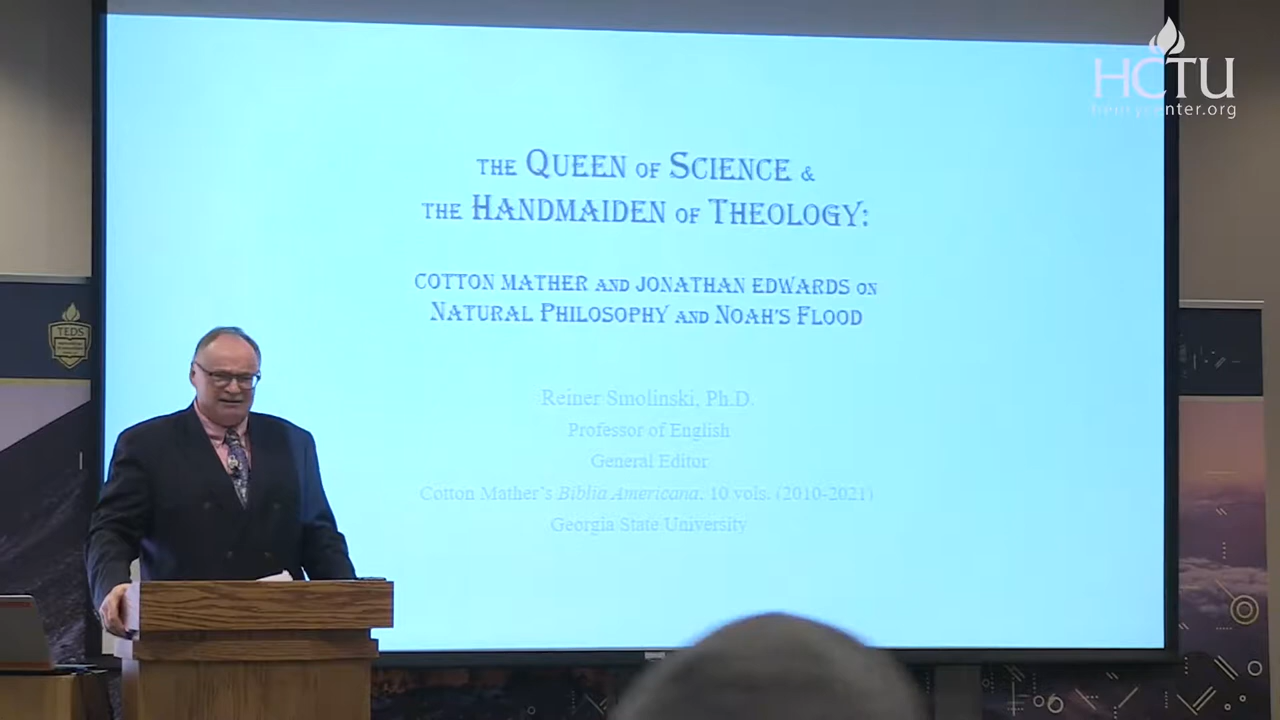 HCTU
henrycenter.org
THE QUEEN OF SCIENCE &
THE HANDMAIDEN OF THEOLOGY:
COTTON MATHER AND JONATHAN EDWARDS ON
NATURAL PHILOSOPHY AND NOAH'S FLOOD
TEDS
Reiner Smolinski, Ph.D.
Professor of English
General Editor
Cotton Mather's Biblia Americana. 10 vols. (2010-2021)
Georgia State University